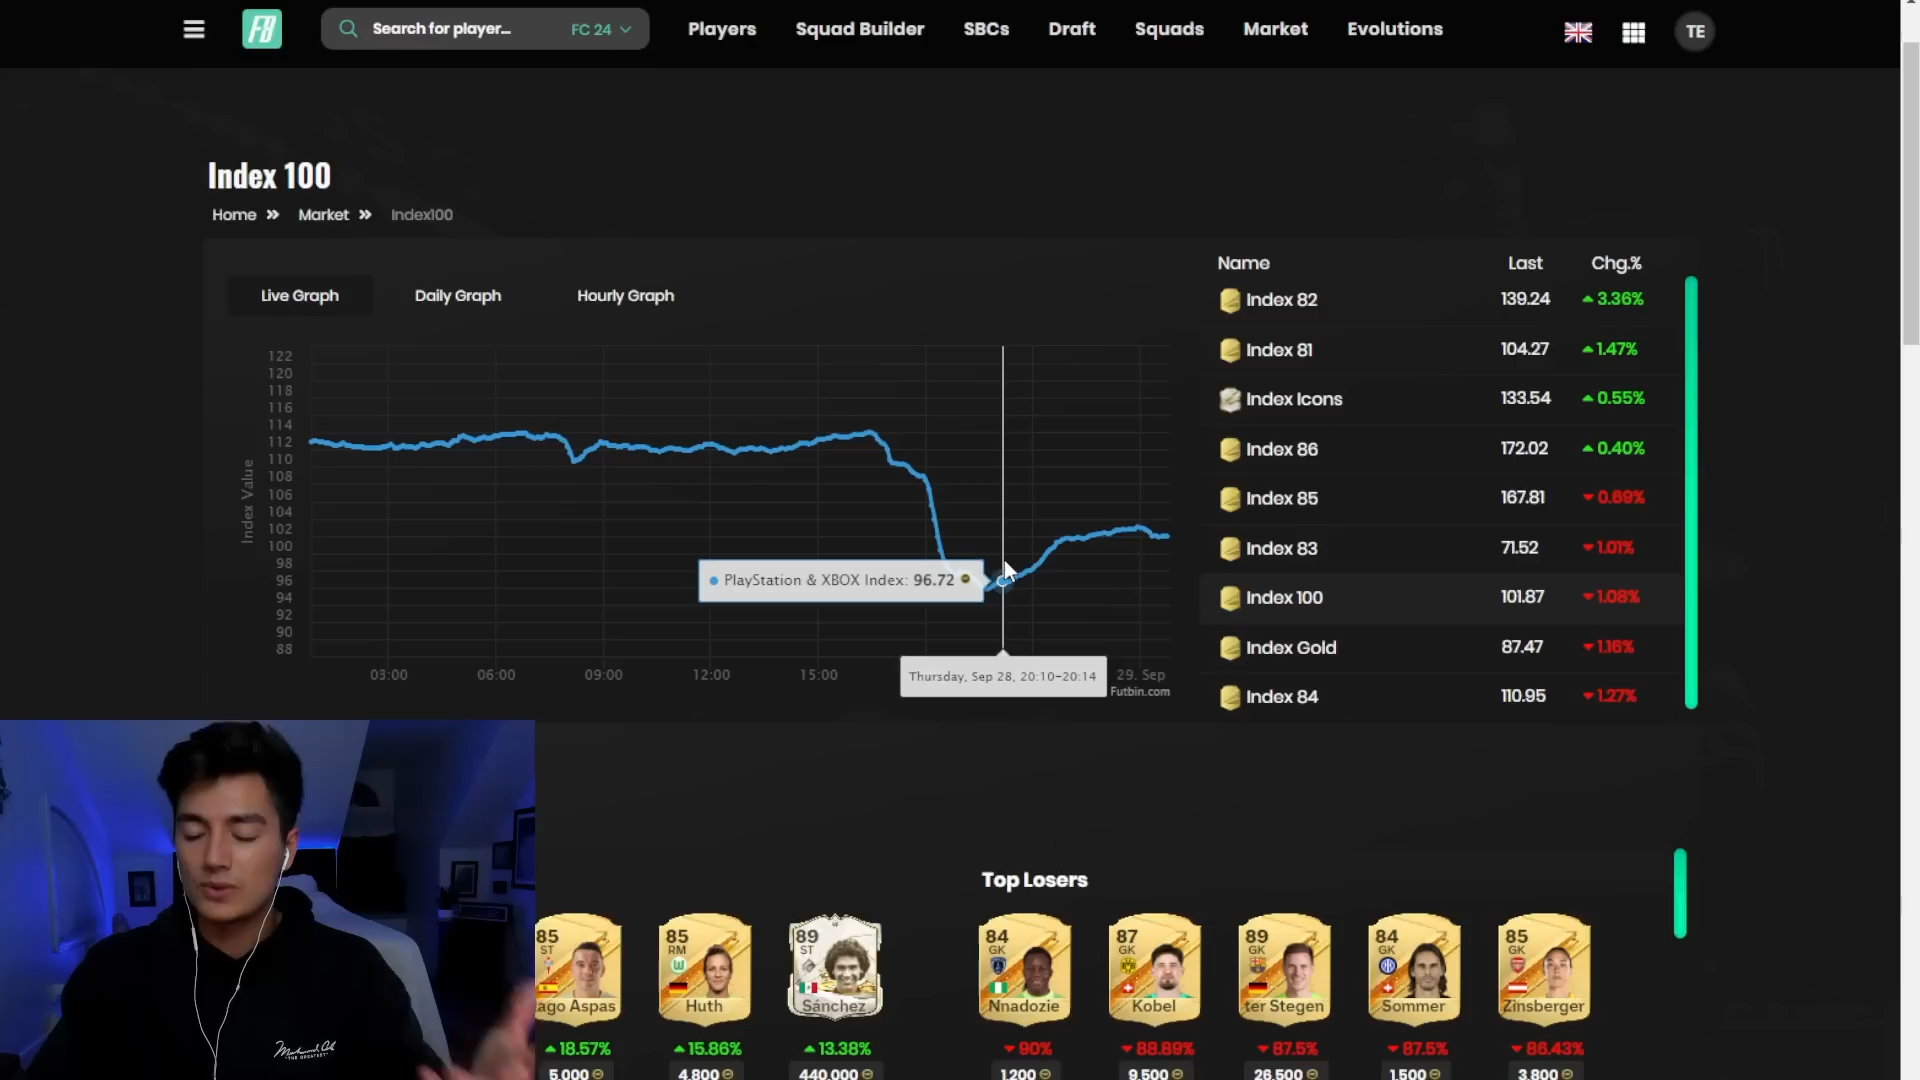 FB
Search for player...
FC 24
Players
Squad Builder
SBCs
Draft
Squads
Market
Evolutions
TE
Index 100
Home
Market
Index100
Live Graph
Daily Graph
Hourly Graph
Index Value
122
120
118
116
114
112
110
108
106
104
102
100
98
96
94
92
90
88
PlayStation & XBOX Index: 96.72
03:00
06:00
09:00
12:00
15:00
Thursday, Sep 28, 20:10-20:14
29. Sep
Futbin.com
Name Last Chg.%
Index 82 139.24 3.36%
Index 81 104.27 1.47%
Index Icons 133.54 0.55%
Index 86 172.02 0.40%
Index 85 167.81 0.69%
Index 83 71.52 1.01%
Index 100 101.87 1.08%
Index Gold 87.47 1.16%
Index 84 110.95 1.27%
Top Losers
85
ST
ago Aspas
18.57%
5.000
85
RM
Huth
15.86%
4.800
89
ST
Sánchez
13.38%
440.000
84
GK
Nnadozie
90%
1.200
87
GK
Kobel
88.89%
9.500
89
GK
ter Stegen
87.5%
26.500
84
GK
Sommer
87.5%
1.500
85
GK
Zinsberger
86.43%
3.800